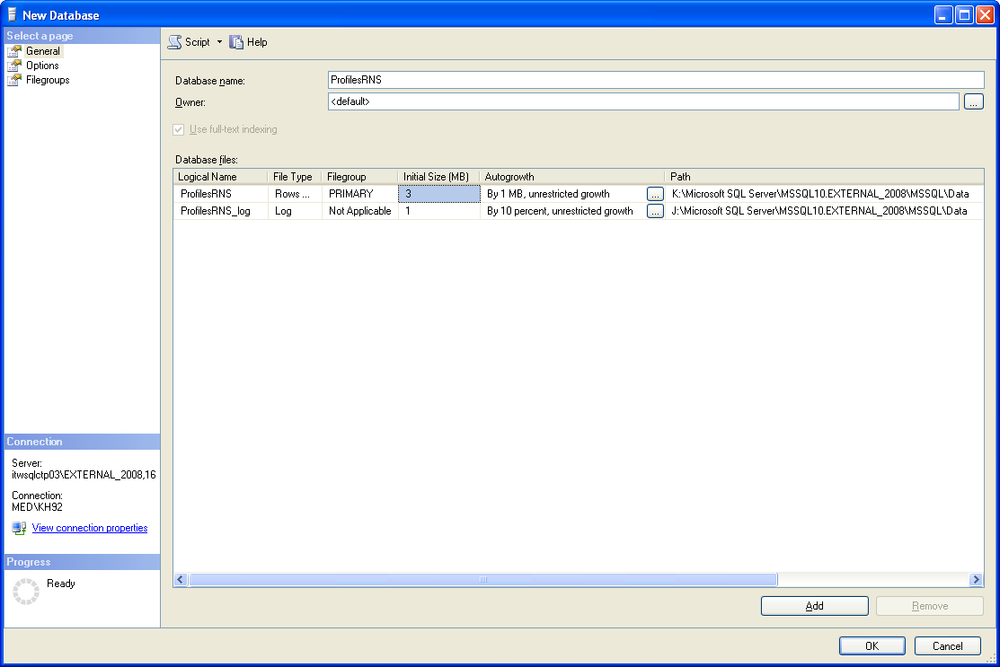 New Database
Select a page
General
Options
Filegroups
Script Help
Database name: ProfilesRNS
Owner: <default> ...
Use full-text indexing
Database files:
Logical Name File Type Filegroup Initial Size (MB) Autogrowth Path
ProfilesRNS Rows ... PRIMARY 3 By 1 MB, unrestricted growth ... K:\Microsoft SQL Server\MSSQL10.EXTERNAL_2008\MSSQL\Data
ProfilesRNS_log Log Not Applicable 1 By 10 percent, unrestricted growth ... J:\Microsoft SQL Server\MSSQL10.EXTERNAL_2008\MSSQL\Data
Connection
Server:
itwsqlctp03\EXTERNAL_2008,16
Connection:
MED\KH92
View connection properties
Progress
Ready
Add Remove
OK Cancel